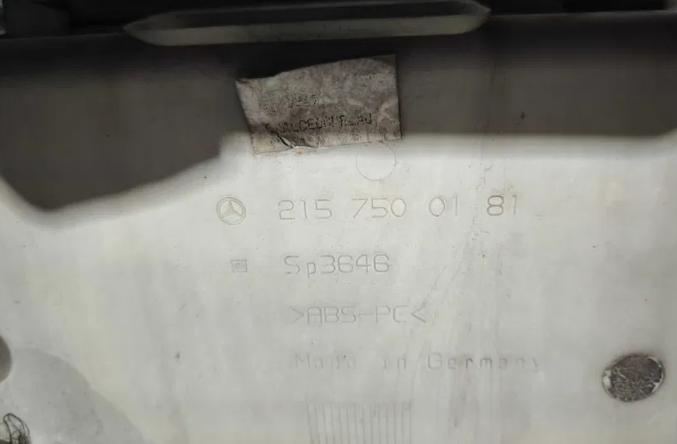 215 750 01 81
Sp3646
>ABS-PC<
Made in Germany